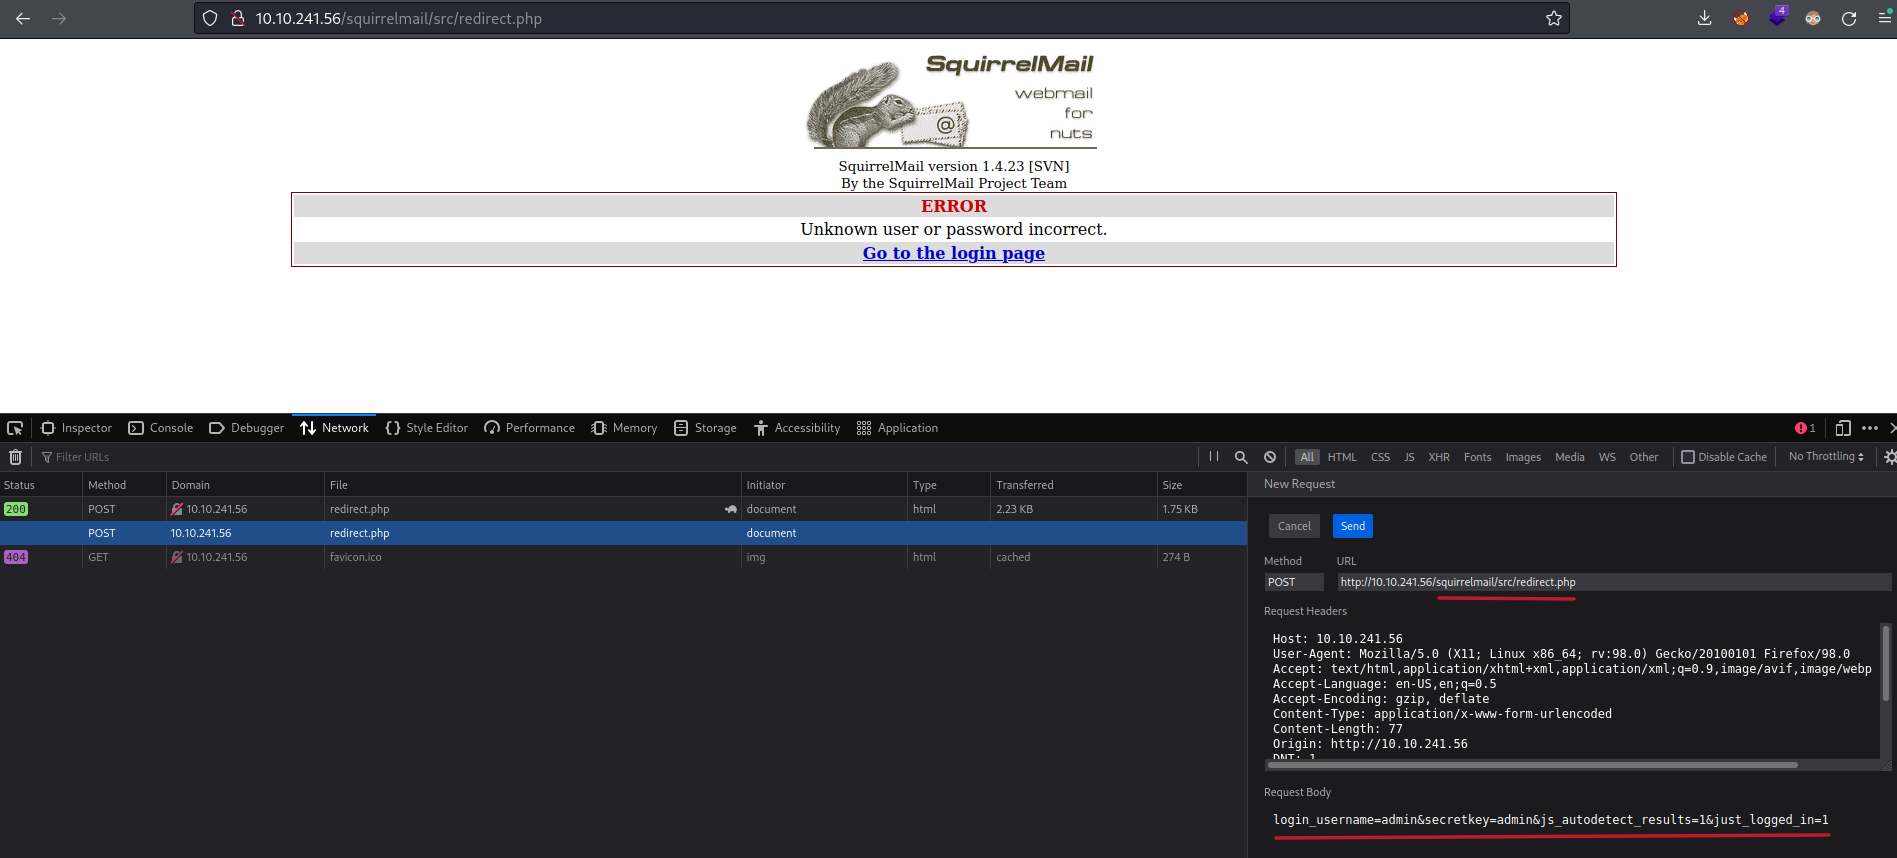 10.10.241.56/squirrelmail/src/redirect.php
4
SquirrelMail
webmail
for
nuts
@
SquirrelMail version 1.4.23 [SVN]
By the SquirrelMail Project Team
ERROR
Unknown user or password incorrect.
Go to the login page
Inspector Console Debugger Network {} Style Editor Performance Memory Storage Accessibility Application 1
Filter URLs All HTML CSS JS XHR Fonts Images Media WS Other Disable Cache No Throttling
Status Method Domain File Initiator Type Transferred Size
200 POST 10.10.241.56 redirect.php document html 2.23 KB 1.75 KB
POST 10.10.241.56 redirect.php document
404 GET 10.10.241.56 favicon.ico img html cached 274 B
New Request
Cancel Send
Method URL
POST http://10.10.241.56/squirrelmail/src/redirect.php
Request Headers
Host: 10.10.241.56
User-Agent: Mozilla/5.0 (X11; Linux x86_64; rv:98.0) Gecko/20100101 Firefox/98.0
Accept: text/html,application/xhtml+xml,application/xml;q=0.9,image/avif,image/webp
Accept-Language: en-US,en;q=0.5
Accept-Encoding: gzip, deflate
Content-Type: application/x-www-form-urlencoded
Content-Length: 77
Origin: http://10.10.241.56
DNT: 1
Request Body
login_username=admin&secretkey=admin&js_autodetect_results=1&just_logged_in=1